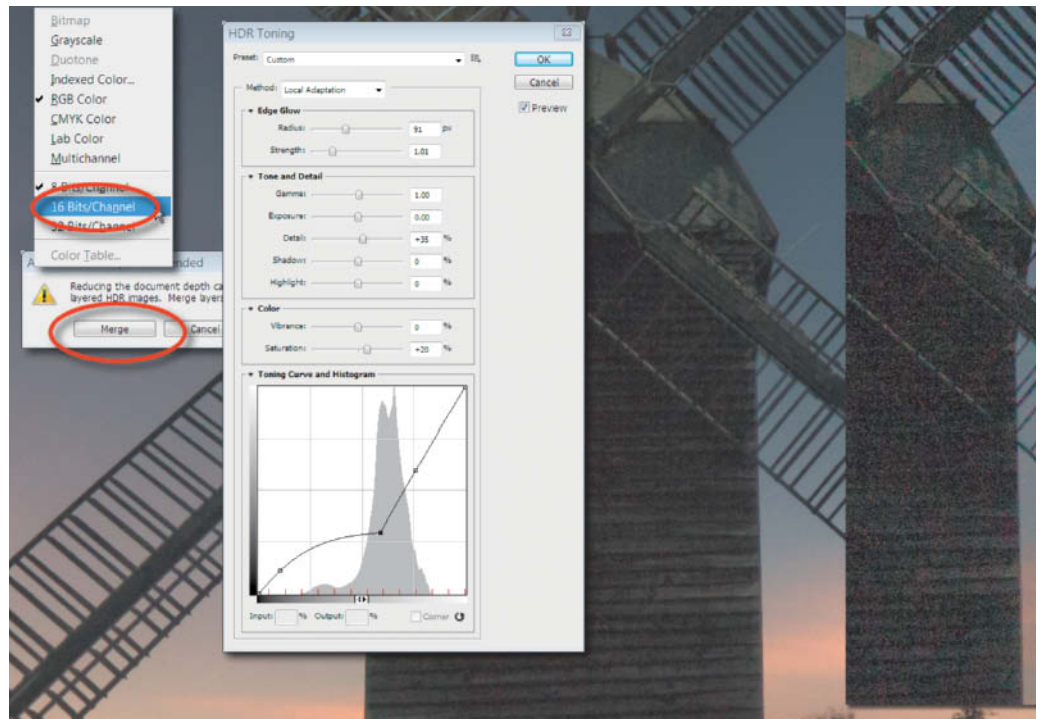 Bitmap
Grayscale
Duotone
Indexed Color...
RGB Color
CMYK Color
Lab Color
Multichannel
8 Bits/Channel
16 Bits/Channel
32 Bits/Channel
Color Table...
Reducing the document depth ca
layered HDR images. Merge layers
Merge Cancel
HDR Toning
Preset: Custom
OK
Cancel
Preview
Method: Local Adaptation
Edge Glow
Radius: 91 px
Strength: 1.01
Tone and Detail
Gamma: 1.00
Exposure: 0.00
Detail: +35 %
Shadow: 0 %
Highlight: 0 %
Color
Vibrance: 0 %
Saturation: +20 %
Toning Curve and Histogram
Input: % Output: % Corner